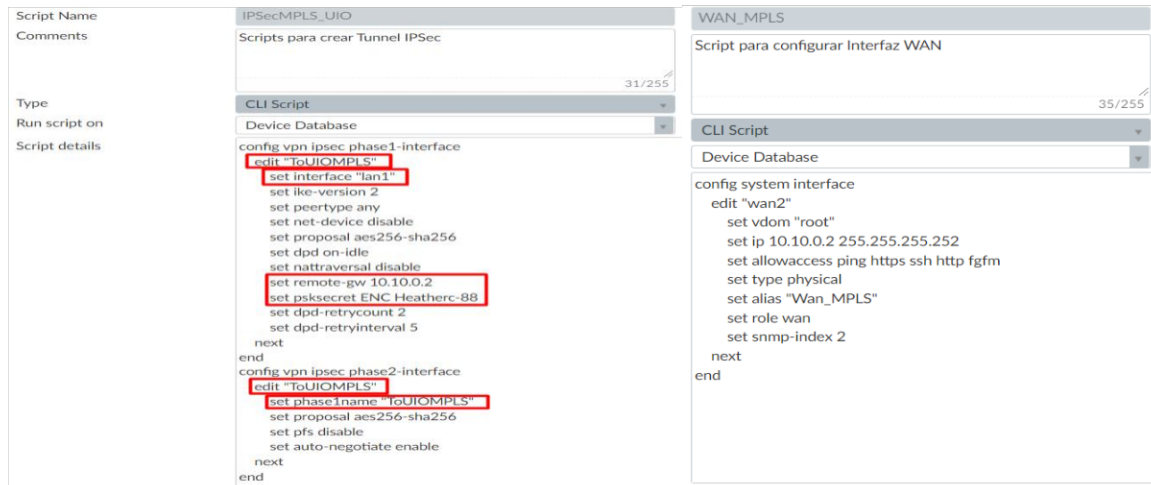 Script Name
IPSecMPLS_UIO
Comments
Scripts para crear Tunnel IPSec
31/255
Type
CLI Script
Run script on
Device Database
Script details
config vpn ipsec phase1-interface
edit "ToUIOMPLS"
set interface "lan1"
set ike-version 2
set peertype any
set net-device disable
set proposal aes256-sha256
set dpd on-idle
set nattraversal disable
set remote-gw 10.10.0.2
set psksecret ENC Heatherc-88
set dpd-retrycount 2
set dpd-retryinterval 5
next
end
config vpn ipsec phase2-interface
edit "ToUIOMPLS"
set phase1name "ToUIOMPLS"
set proposal aes256-sha256
set pfs disable
set auto-negotiate enable
next
end
WAN_MPLS
Script para configurar Interfaz WAN
35/255
CLI Script
Device Database
config system interface
edit "wan2"
set vdom "root"
set ip 10.10.0.2 255.255.255.252
set allowaccess ping https ssh http fgfm
set type physical
set alias "Wan_MPLS"
set role wan
set snmp-index 2
next
end